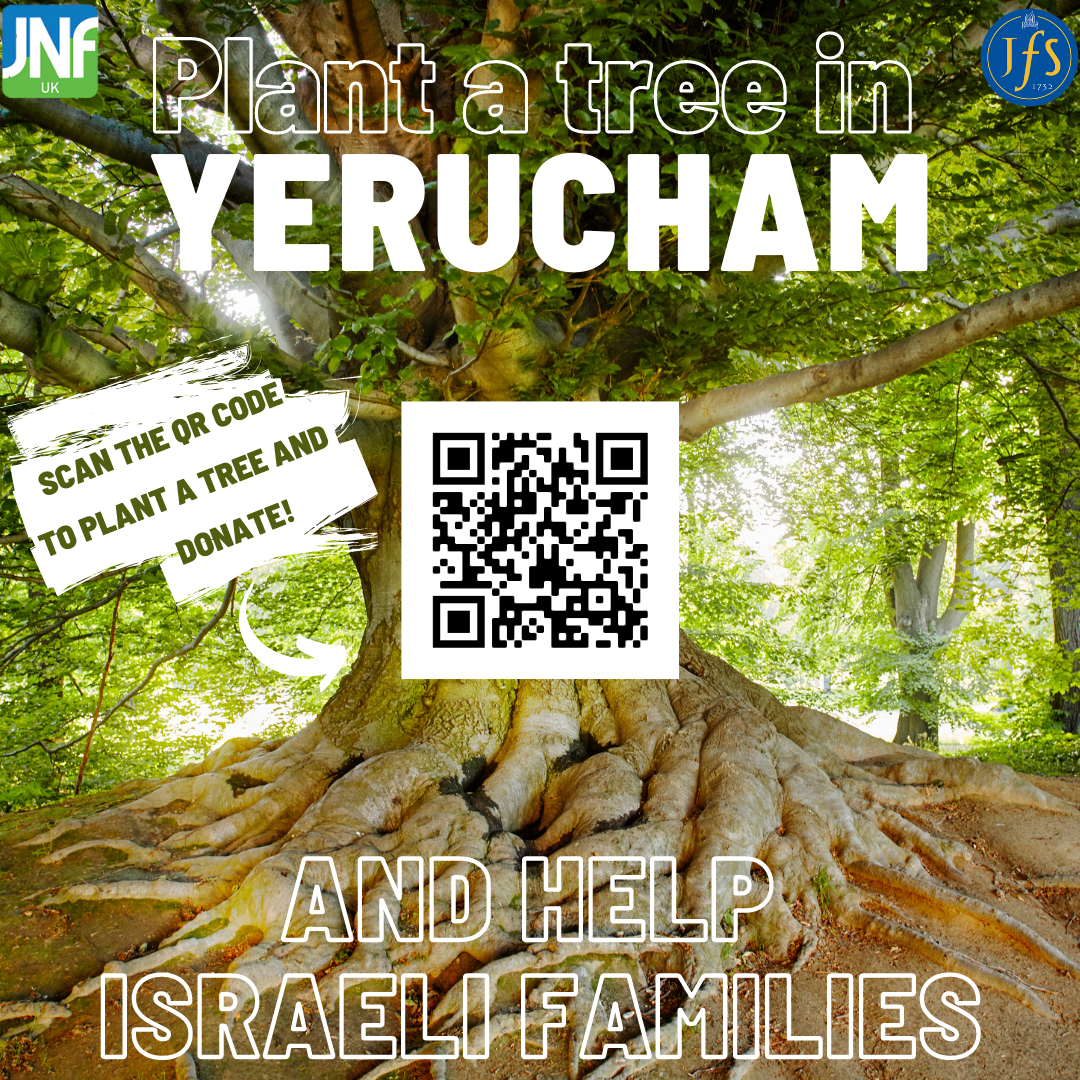 JNF
UK
JfS
1732
Plant a tree in
YERUCHAM
SCAN THE QR CODE
TO PLANT A TREE AND
DONATE!
AND HELP
ISRAELI FAMILIES